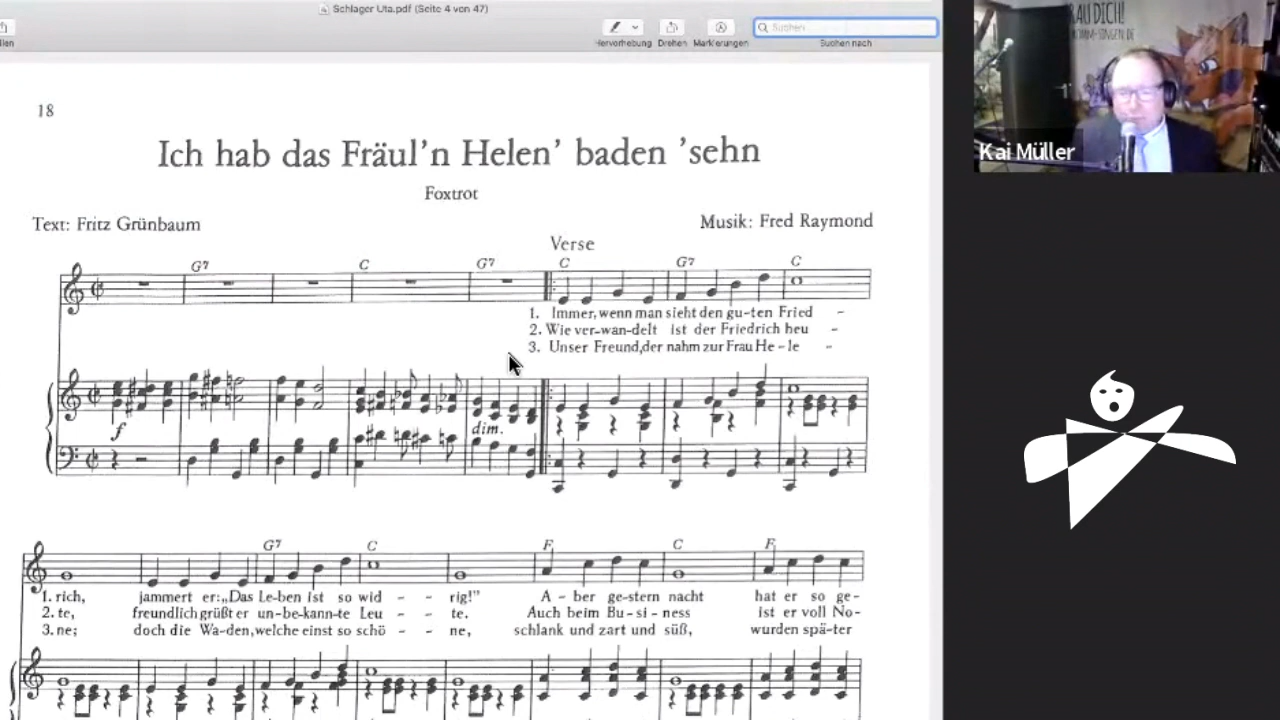 Schlager Uta.pdf (Seite 4 von 47)
Suchen
Hervorhebung Drehen Markierungen Suchen nach
18
Ich hab das Fräul'n Helen' baden 'sehn
Foxtrot
Text: Fritz Grünbaum
Musik: Fred Raymond
Verse
G7 C G7 C G7 C
1. Immer, wenn man sieht den gu-ten Fried -
2. Wie ver-wan-delt ist der Friedrich heu -
3. Unser Freund, der nahm zur Frau He-le -
f dim.
G7 C F C F
1. rich, jammert er: „Das Le-ben ist so wid - - rig!" A - ber ge-stern nacht hat er so ge-
2. te, freundlich grüßt er un-be-kann-te Leu - - te. Auch beim Bu-si-ness ist er voll No-
3. ne; doch die Wa-den, welche einst so schö - - ne, schlank und zart und süß, wurden spä-ter
RAU DICH!
KOMM-SINGEN.DE
Kai Müller